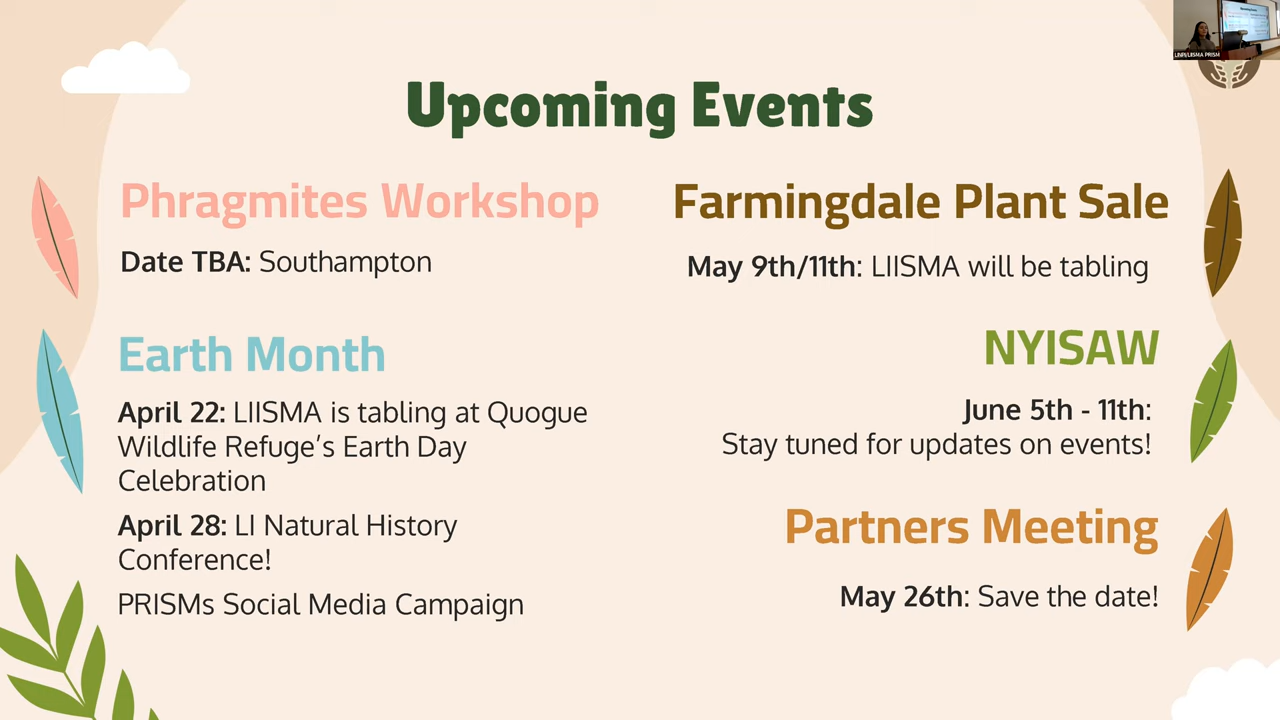 Upcoming Events
Phragmites Workshop
Date TBA: Southampton
Earth Month
April 22: LIISMA is tabling at Quogue
Wildlife Refuge’s Earth Day
Celebration
April 28: LI Natural History
Conference!
PRISMs Social Media Campaign
Farmingdale Plant Sale
May 9th/11th: LIISMA will be tabling
NYISAW
June 5th - 11th:
Stay tuned for updates on events!
Partners Meeting
May 26th: Save the date!